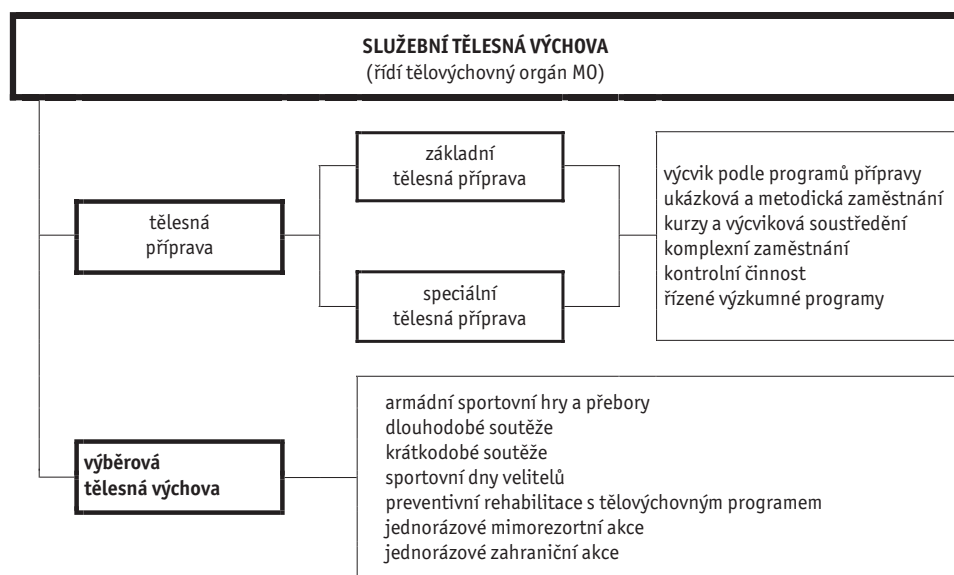 SLUŽEBNÍ TĚLESNÁ VÝCHOVA
(řídí tělovýchovný orgán MO)
základní
tělesná příprava
tělesná
příprava
speciální
tělesná příprava
výcvik podle programů přípravy
ukázková a metodická zaměstnání
kurzy a výcviková soustředění
komplexní zaměstnání
kontrolní činnost
řízené výzkumné programy
výběrová
tělesná výchova
armádní sportovní hry a přebory
dlouhodobé soutěže
krátkodobé soutěže
sportovní dny velitelů
preventivní rehabilitace s tělovýchovným programem
jednorázové mimorezortní akce
jednorázové zahraniční akce